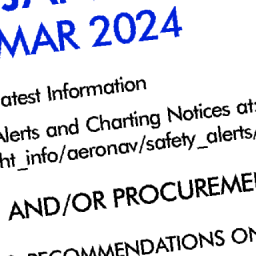 MAR 2024
atest Information
Alerts and Charting Notices at:
ht_info/aeronav/safety_alerts/
AND/OR PROCUREME
RECOMMENDATIONS ON